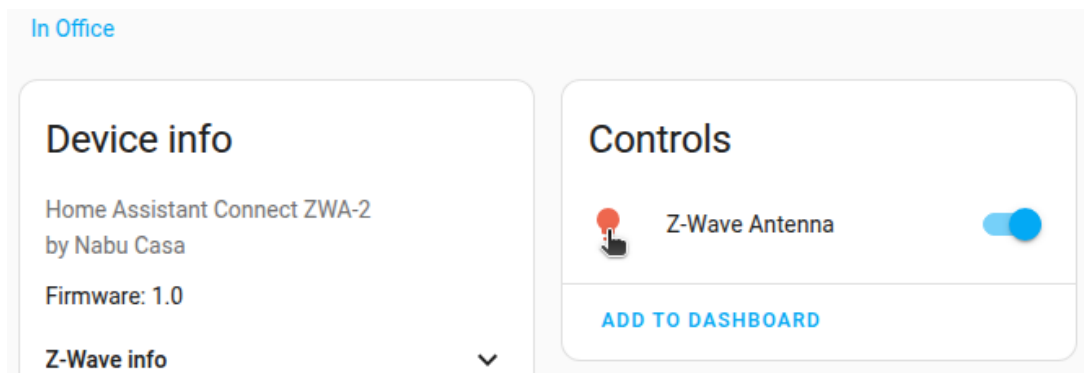 In Office
Device info
Home Assistant Connect ZWA-2
by Nabu Casa
Firmware: 1.0
Z-Wave info
Controls
Z-Wave Antenna
ADD TO DASHBOARD